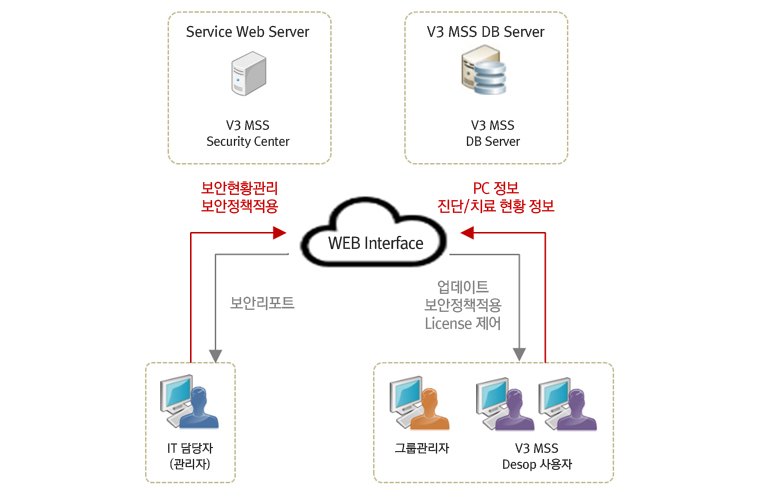 Service Web Server
V3 MSS
Security Center
V3 MSS DB Server
V3 MSS
DB Server
보안현황관리
보안정책적용
PC 정보
진단/치료 현황 정보
WEB Interface
보안리포트
업데이트
보안정책적용
License 제어
IT 담당자
(관리자)
그룹관리자
V3 MSS
Desop 사용자